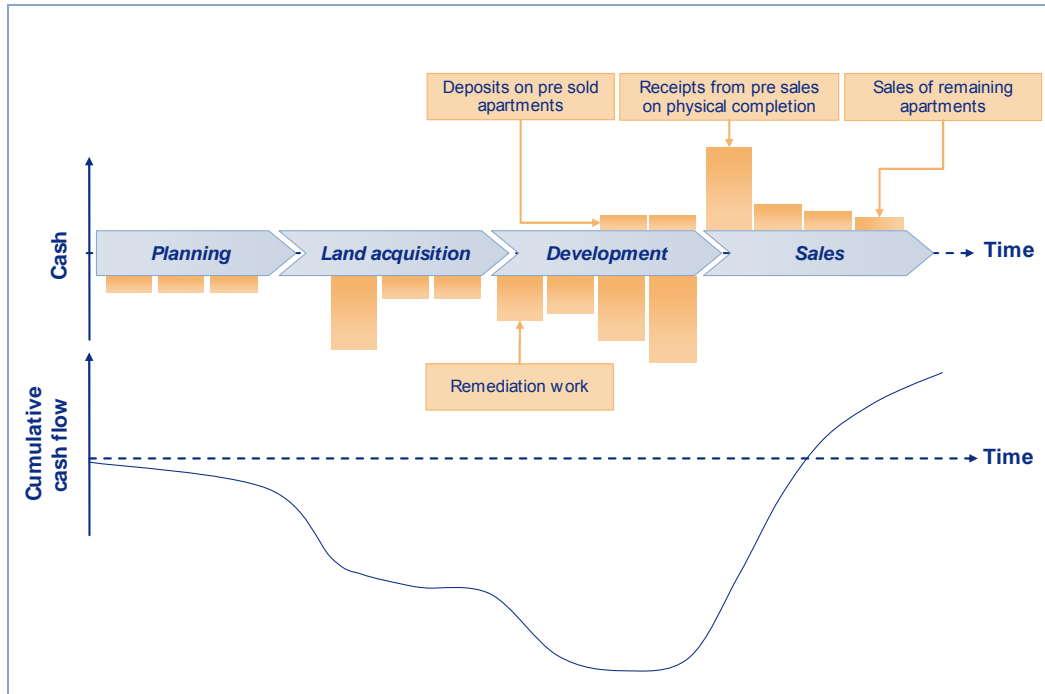 Deposits on pre sold
apartments
Receipts from pre sales
on physical completion
Sales of remaining
apartments
Cash
Planning
Land acquisition
Development
Sales
Time
Remediation work
Cumulative
cash flow
Time